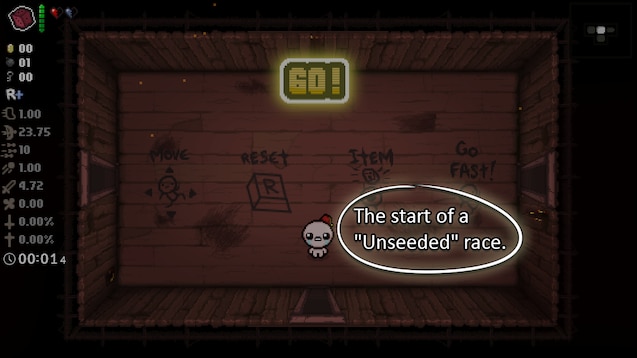 GO!
00
01
00
R+
1.00
23.75
10
1.00
4.72
0.00
0.00%
0.00%
00:014
MOVE
RESET
R
ITEM
GO
FAST!
The start of a
"Unseeded" race.